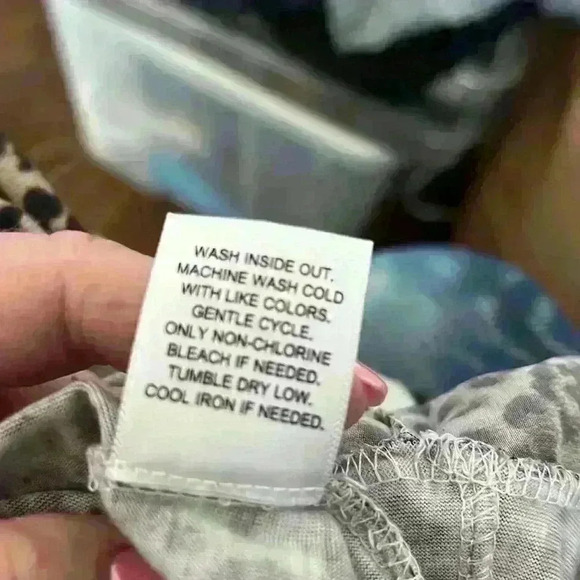 WASH INSIDE OUT.
MACHINE WASH COLD
WITH LIKE COLORS.
GENTLE CYCLE.
ONLY NON-CHLORINE
BLEACH IF NEEDED.
TUMBLE DRY LOW.
COOL IRON IF NEEDED.